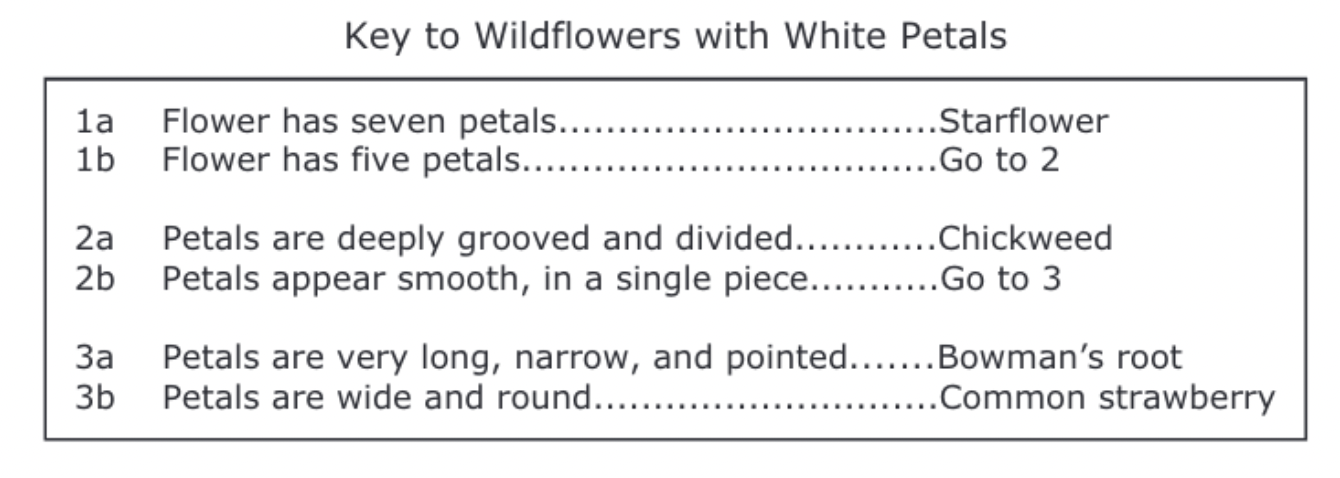 Key to Wildflowers with White Petals
1a Flower has seven petals................................Starflower
1b Flower has five petals...................................Go to 2
2a Petals are deeply grooved and divided............Chickweed
2b Petals appear smooth, in a single piece...........Go to 3
3a Petals are very long, narrow, and pointed.......Bowman’s root
3b Petals are wide and round.............................Common strawberry